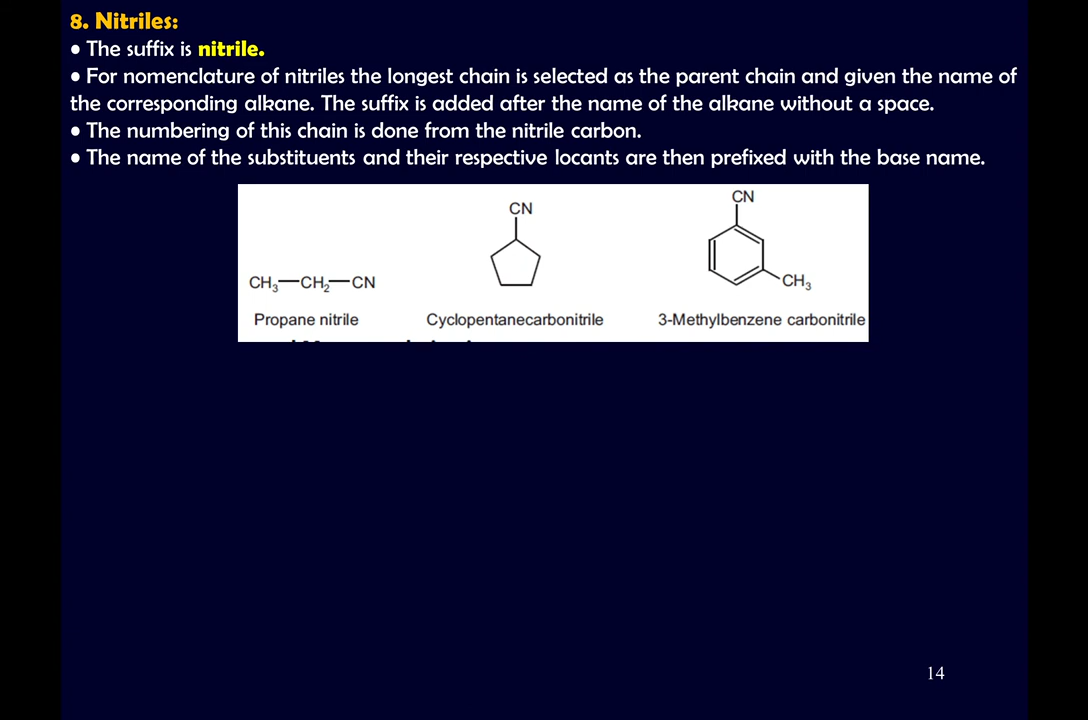 8. Nitriles:
• The suffix is nitrile.
• For nomenclature of nitriles the longest chain is selected as the parent chain and given the name of
the corresponding alkane. The suffix is added after the name of the alkane without a space.
• The numbering of this chain is done from the nitrile carbon.
• The name of the substituents and their respective locants are then prefixed with the base name.
CN
CN
CH3—CH2—CN
CH3
Propane nitrile
Cyclopentanecarbonitrile
3-Methylbenzene carbonitrile
14